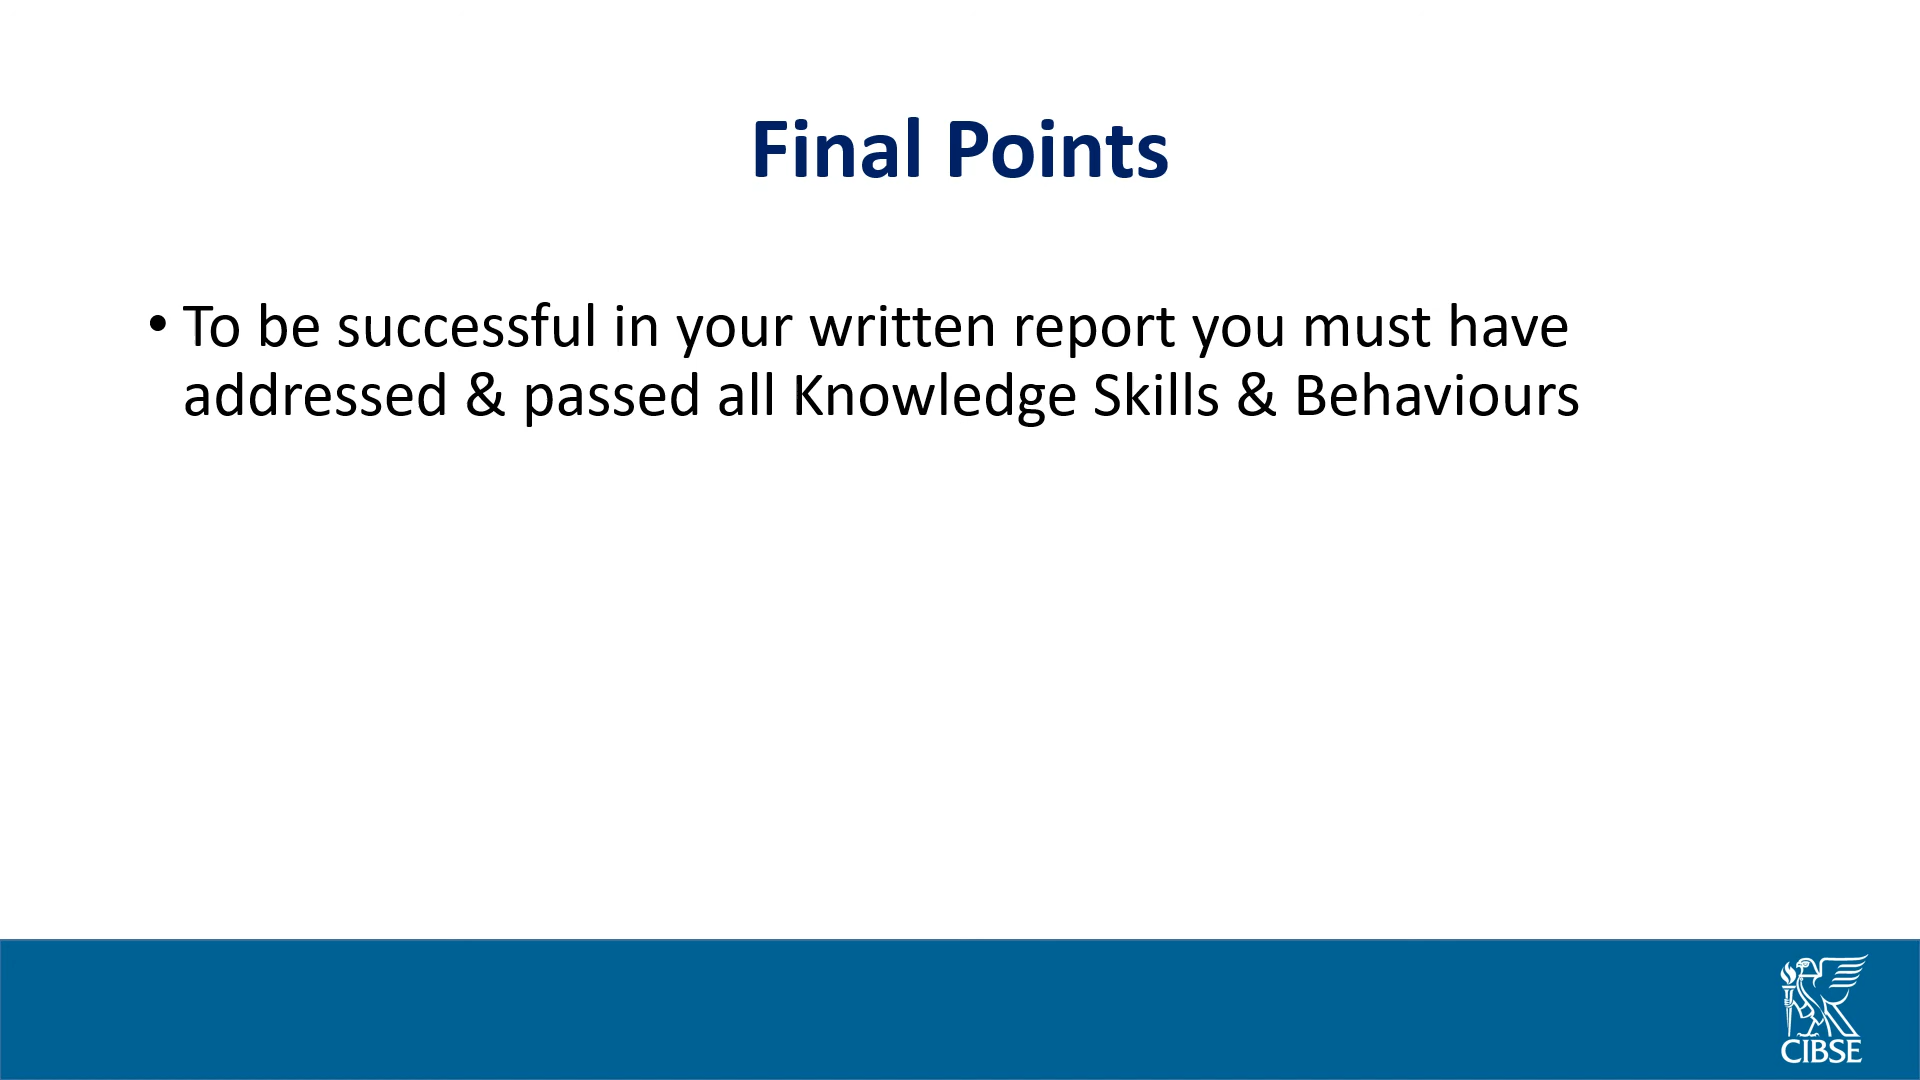 Final Points
• To be successful in your written report you must have
addressed & passed all Knowledge Skills & Behaviours
CIBSE